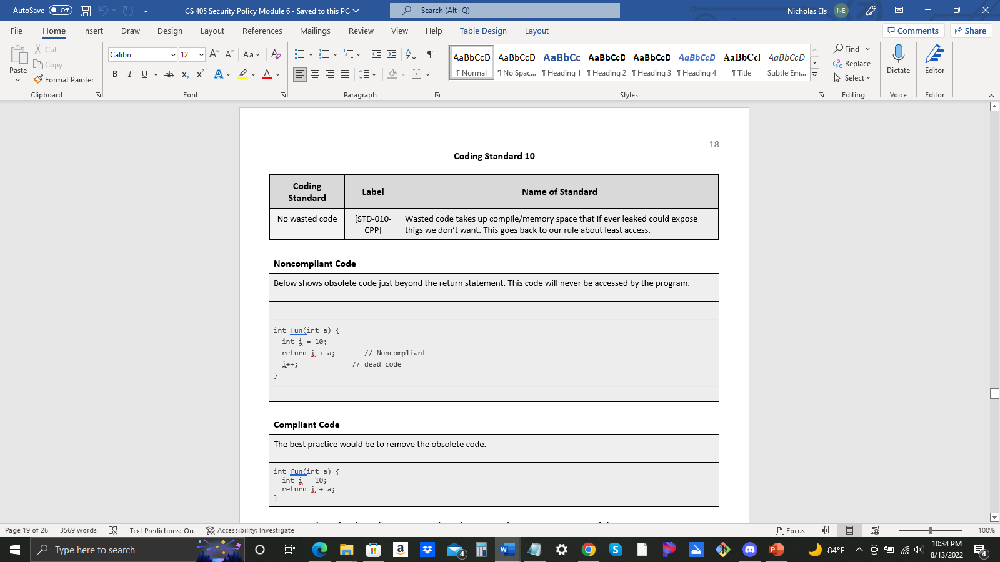 AutoSave Off CS 405 Security Policy Module 6 • Saved to this PC Search (Alt+Q) Nicholas Els NE
File Home Insert Draw Design Layout References Mailings Review View Help Table Design Layout Comments Share
Paste Cut Copy Format Painter
Calibri 12 Aa
B I U ab x2 x2 A A
AaBbCcD AaBbCcD AaBbCc AaBbCcD AaBbCcD AaBbCcD AaBbCcI AaBbCcD
¶ Normal ¶ No Spac... ¶ Heading 1 ¶ Heading 2 ¶ Heading 3 ¶ Heading 4 ¶ Title Subtle Em...
Find
Replace
Select
Dictate
Editor
Clipboard Font Paragraph Styles Editing Voice Editor
18
Coding Standard 10
Coding Standard Label Name of Standard
No wasted code [STD-010-CPP] Wasted code takes up compile/memory space that if ever leaked could expose
thigs we don’t want. This goes back to our rule about least access.
Noncompliant Code
Below shows obsolete code just beyond the return statement. This code will never be accessed by the program.
int fun(int a) {
int i = 10;
return i + a; // Noncompliant
i++; // dead code
}
Compliant Code
The best practice would be to remove the obsolete code.
int fun(int a) {
int i = 10;
return i + a;
}
Page 19 of 26 3569 words Text Predictions: On Accessibility: Investigate Focus 100%
Type here to search 4 84°F 10:34 PM
8/13/2022 4